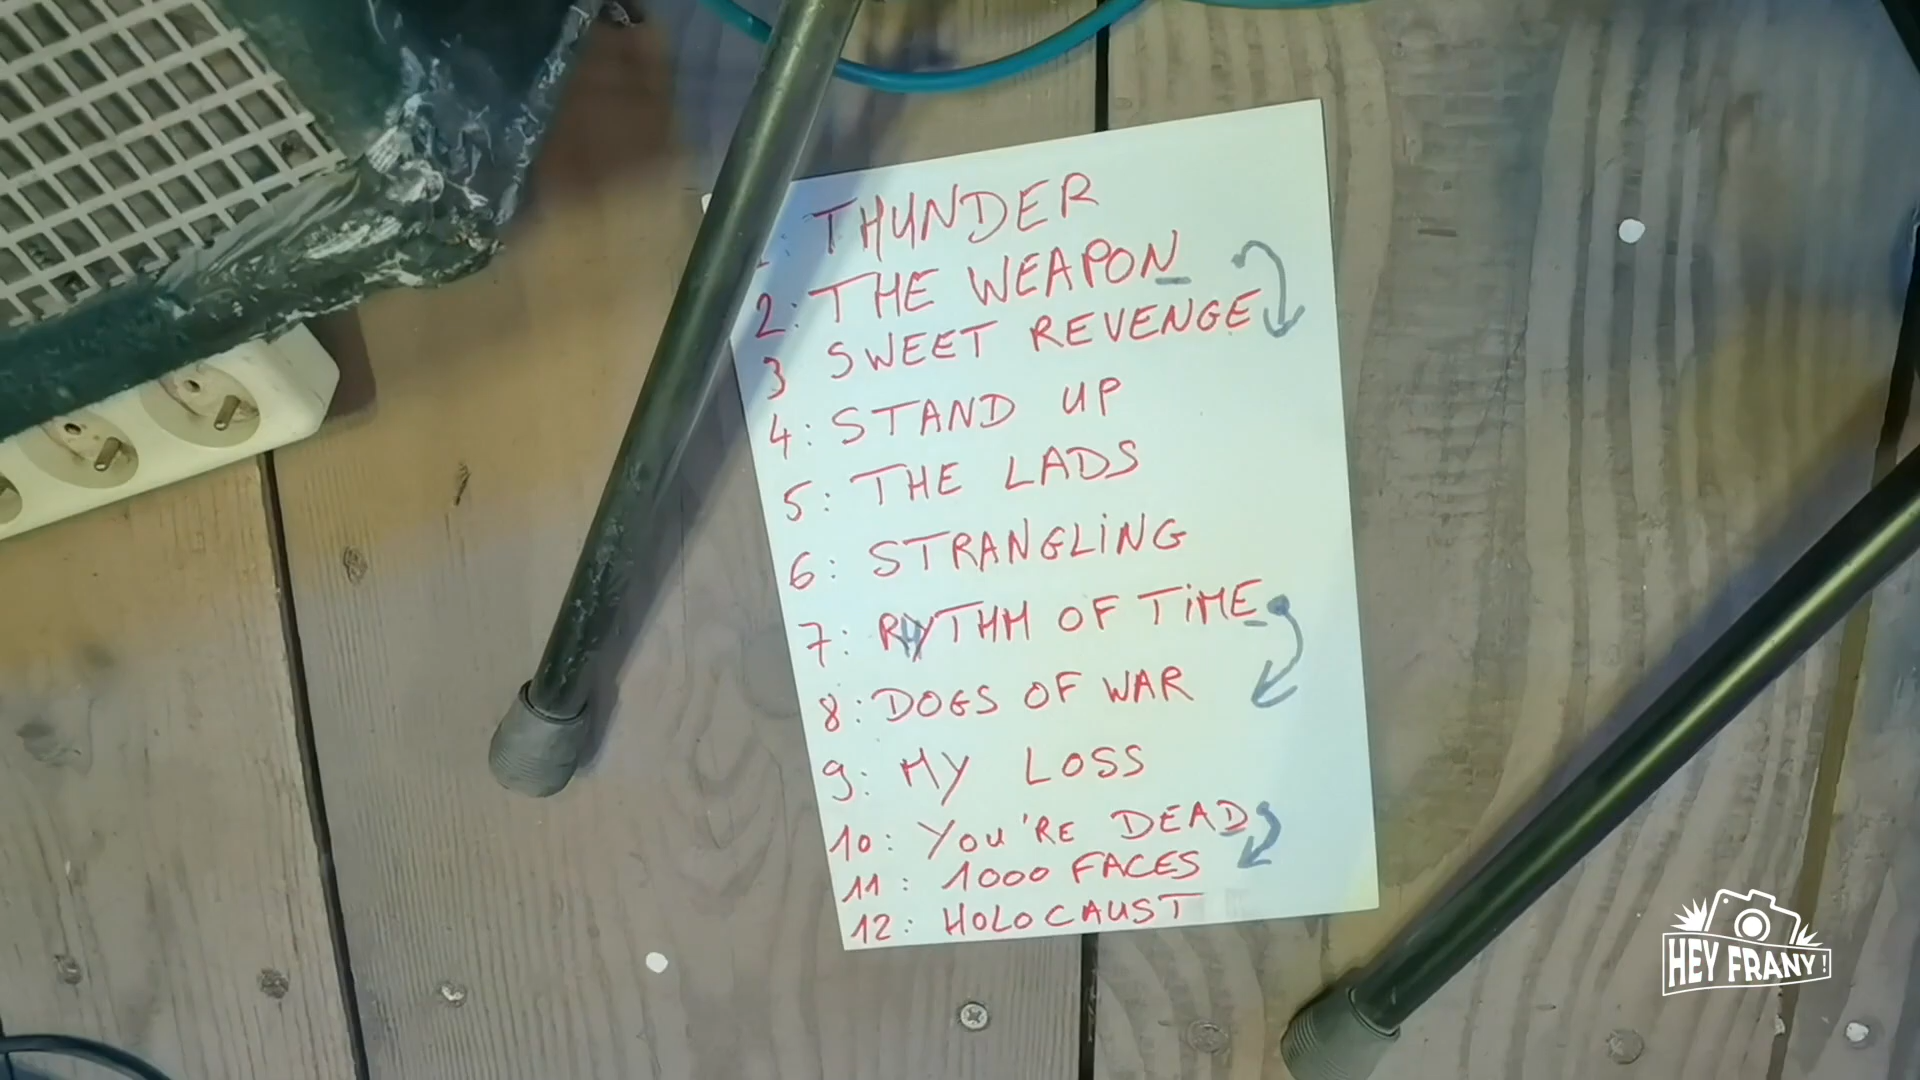 : THUNDER
2: THE WEAPON
3 SWEET REVENGE
4: STAND UP
5: THE LADS
6: STRANGLING
7: RHYTHM OF TIME
8: DOGS OF WAR
9: MY LOSS
10: YOU'RE DEAD
11: 1000 FACES
12: HOLOCAUST
HEY FRANY!